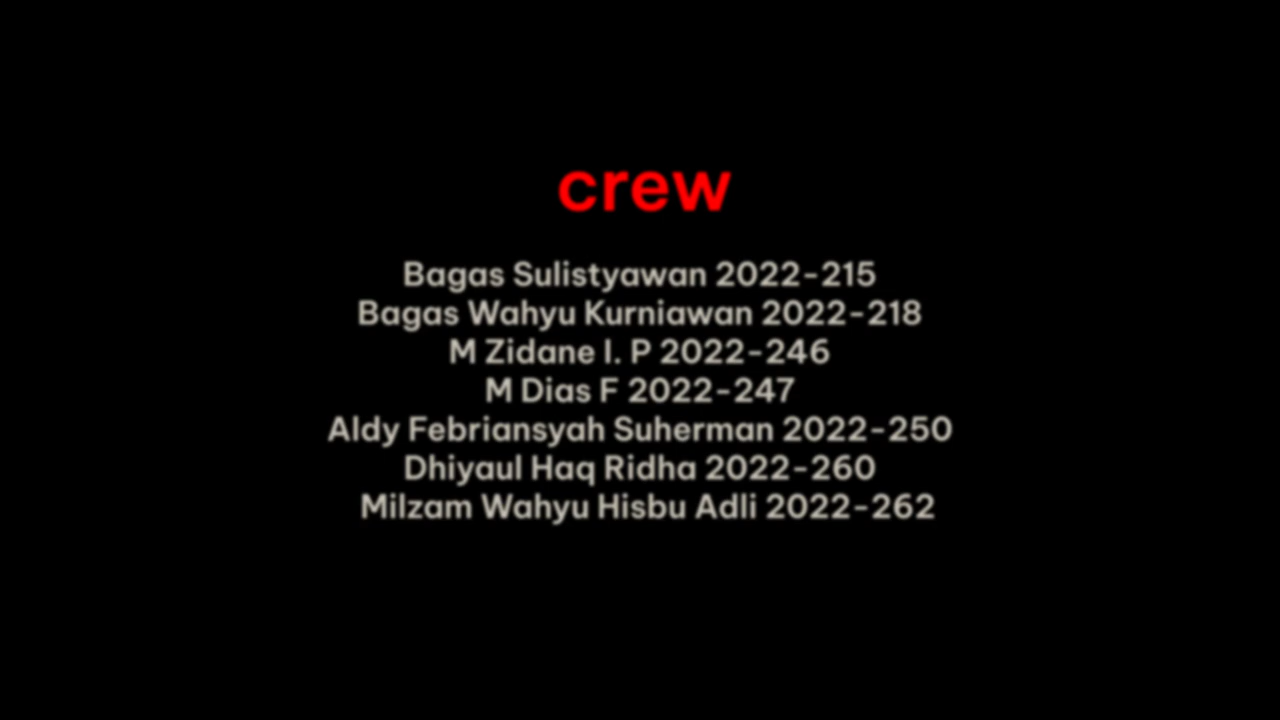 crew
Bagas Sulistyawan 2022-215
Bagas Wahyu Kurniawan 2022-218
M Zidane I. P 2022-246
M Dias F 2022-247
Aldy Febriansyah Suherman 2022-250
Dhiyaul Haq Ridha 2022-260
Milzam Wahyu Hisbu Adli 2022-262